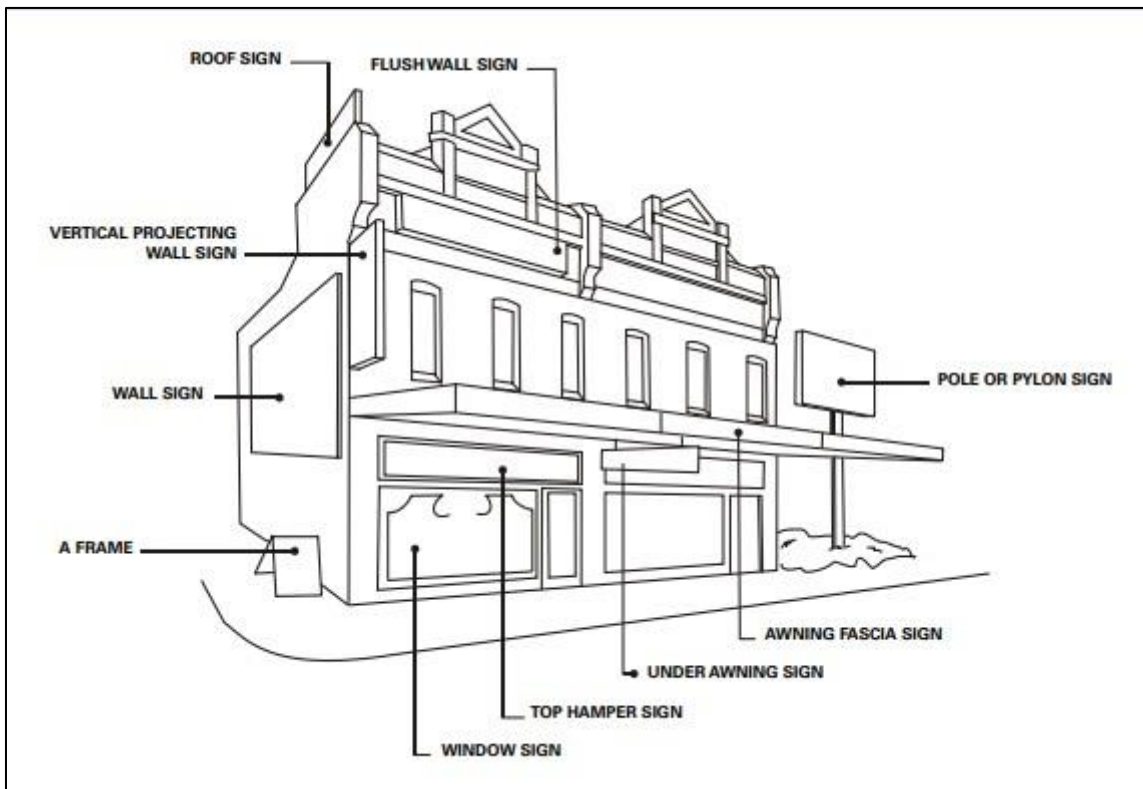 ROOF SIGN
FLUSH WALL SIGN
VERTICAL PROJECTING
WALL SIGN
WALL SIGN
POLE OR PYLON SIGN
A FRAME
AWNING FASCIA SIGN
UNDER AWNING SIGN
TOP HAMPER SIGN
WINDOW SIGN